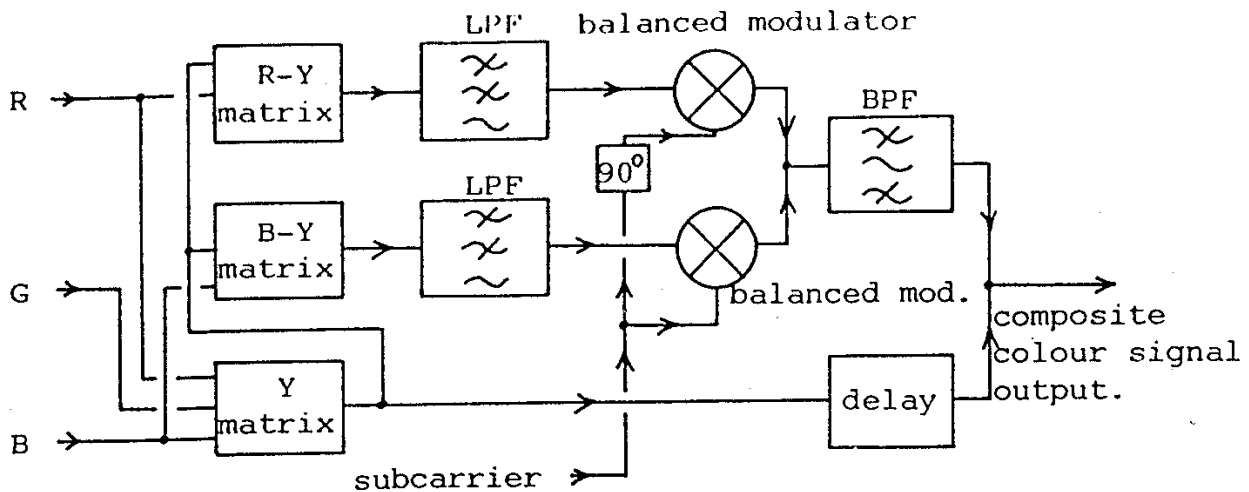 LPF
balanced modulator
R-Y
matrix
R
BPF
90°
LPF
B-Y
matrix
G
balanced mod.
composite
colour signal
output.
Y
matrix
delay
B
subcarrier